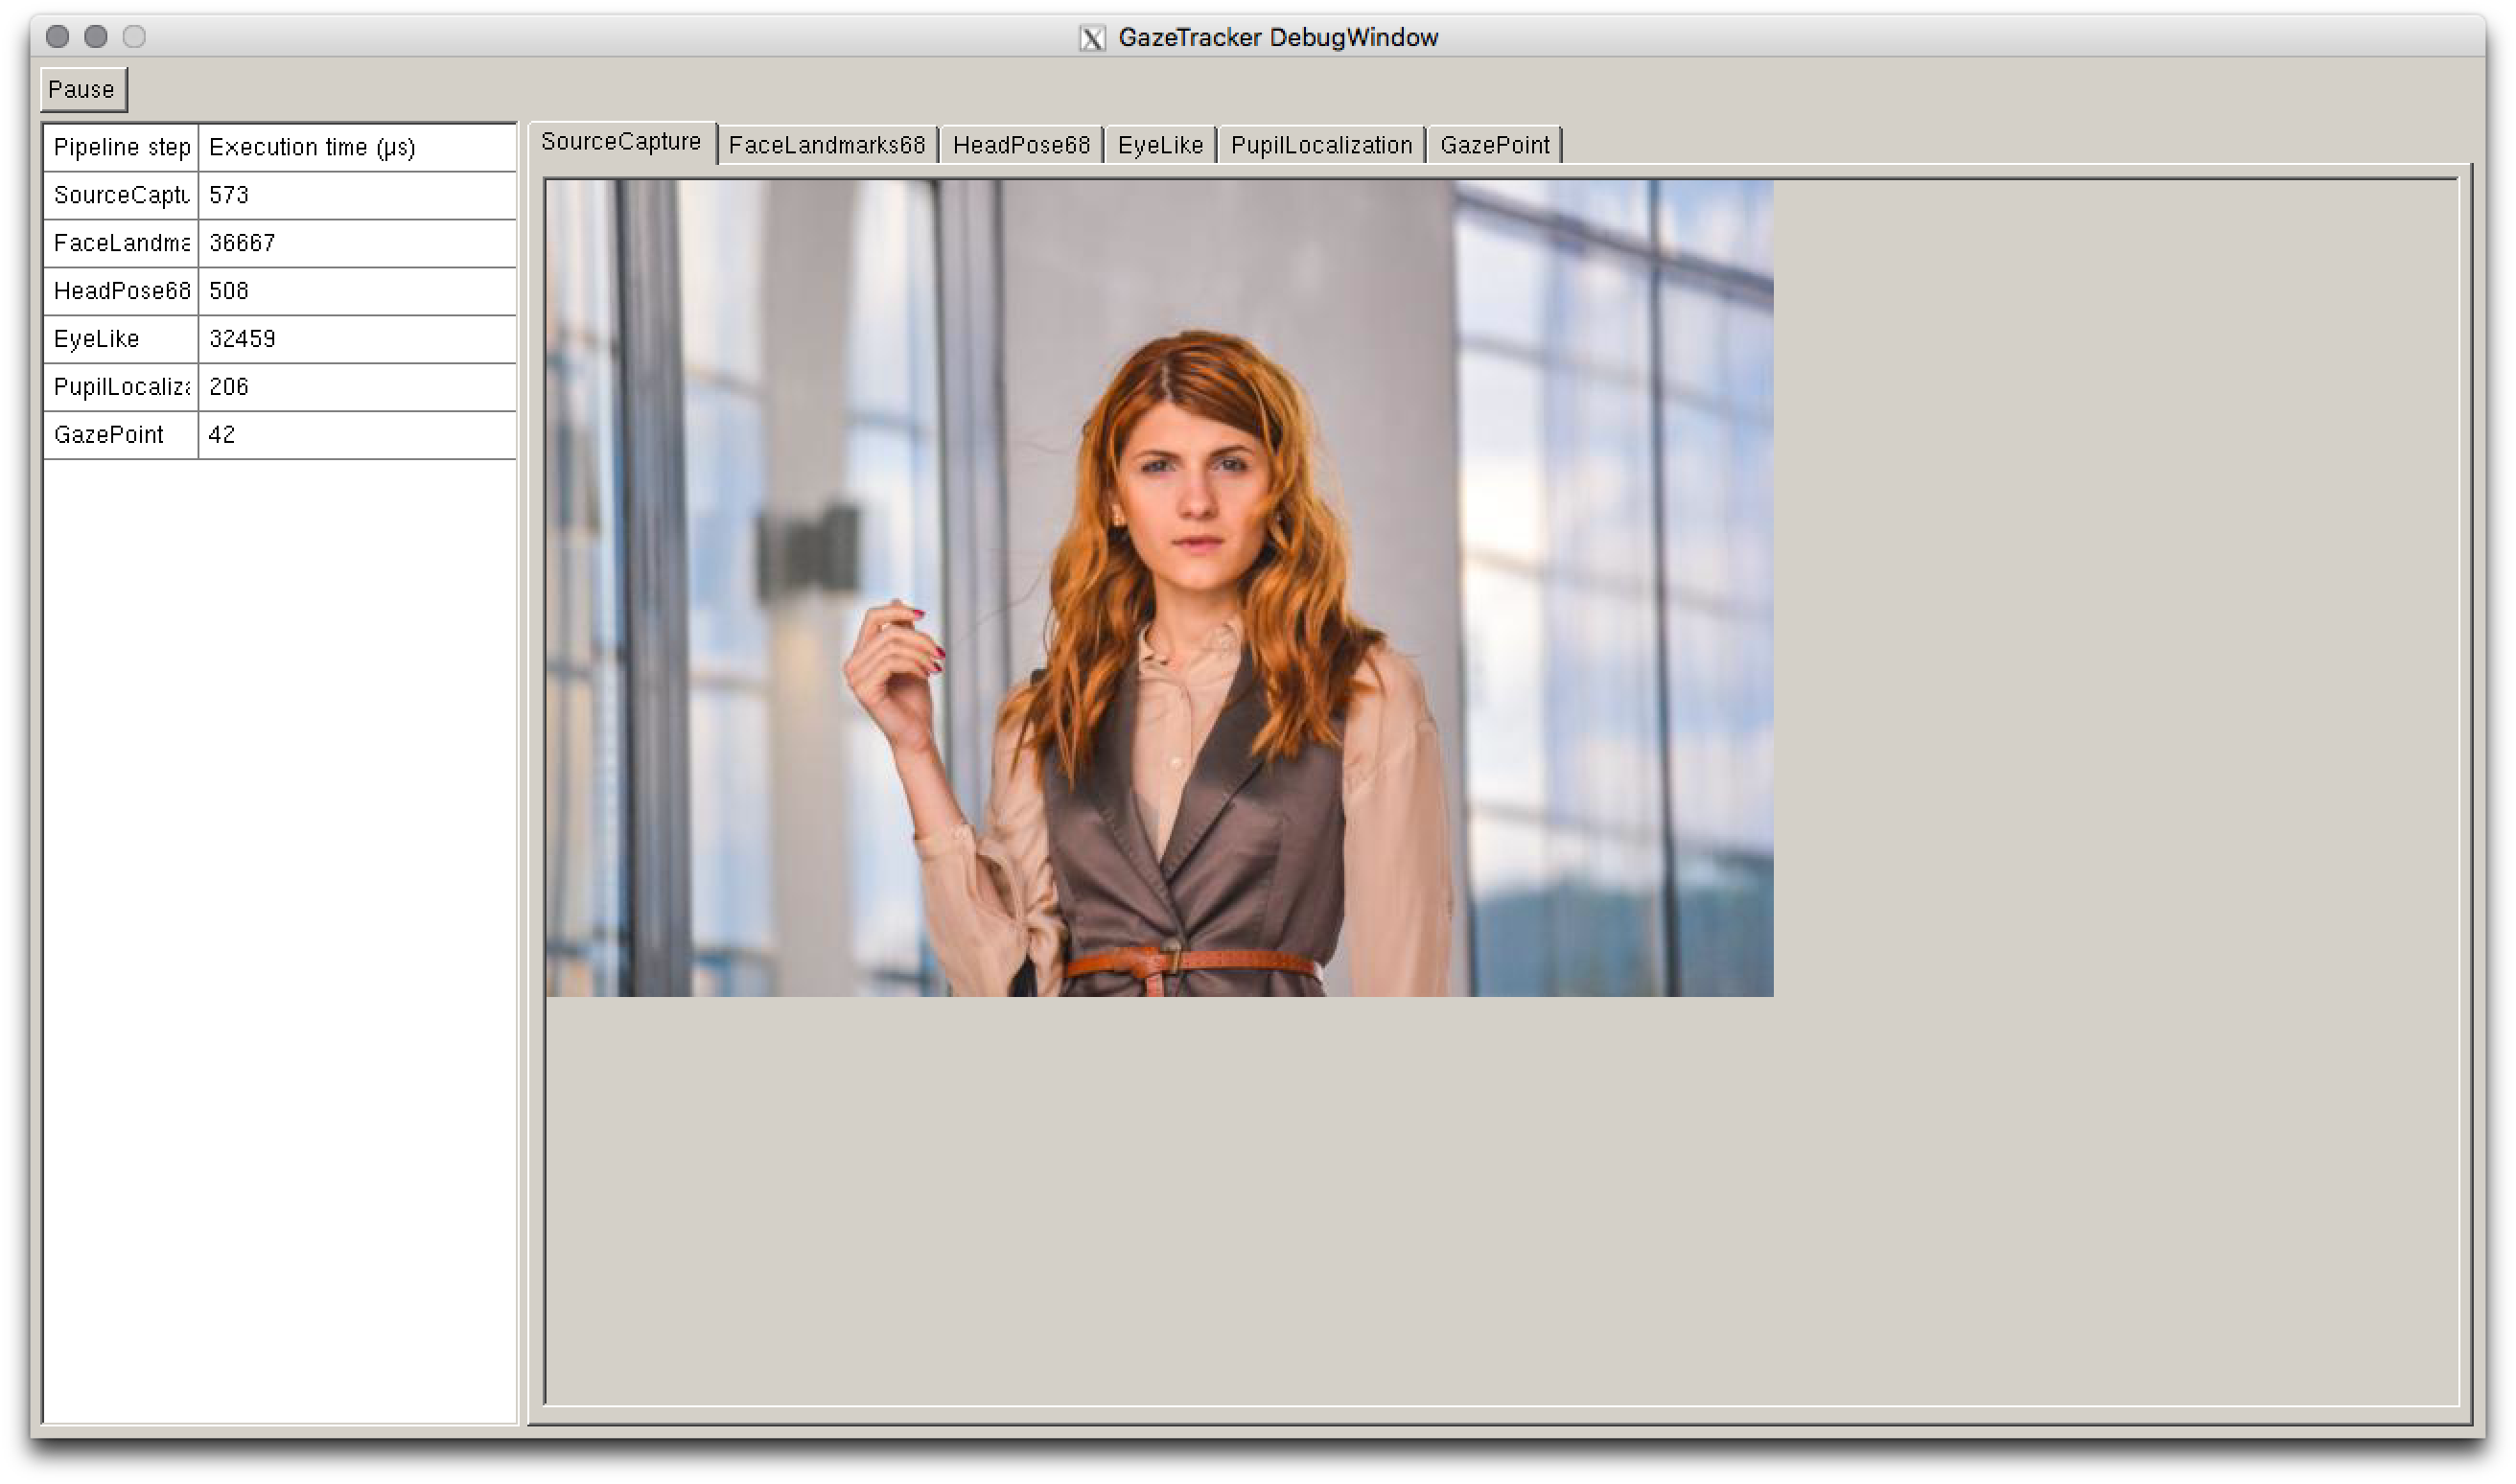 GazeTracker DebugWindow
Pause
Pipeline step Execution time (µs)
SourceCaptu 573
FaceLandma 36667
HeadPose68 508
EyeLike 32459
PupilLocaliza 206
GazePoint 42
SourceCapture FaceLandmarks68 HeadPose68 EyeLike PupilLocalization GazePoint